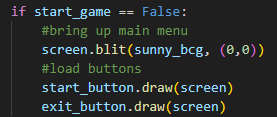 if start_game == False:
    #bring up main menu
    screen.blit(sunny_bcg, (0,0))
    #load buttons
    start_button.draw(screen)
    exit_button.draw(screen)